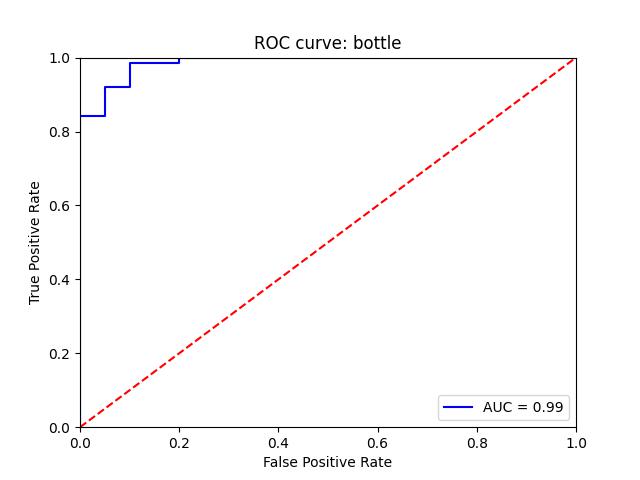 ROC curve: bottle
1.0
0.8
0.6
0.4
0.2
0.0
True Positive Rate
AUC = 0.99
0.0 0.2 0.4 0.6 0.8 1.0
False Positive Rate